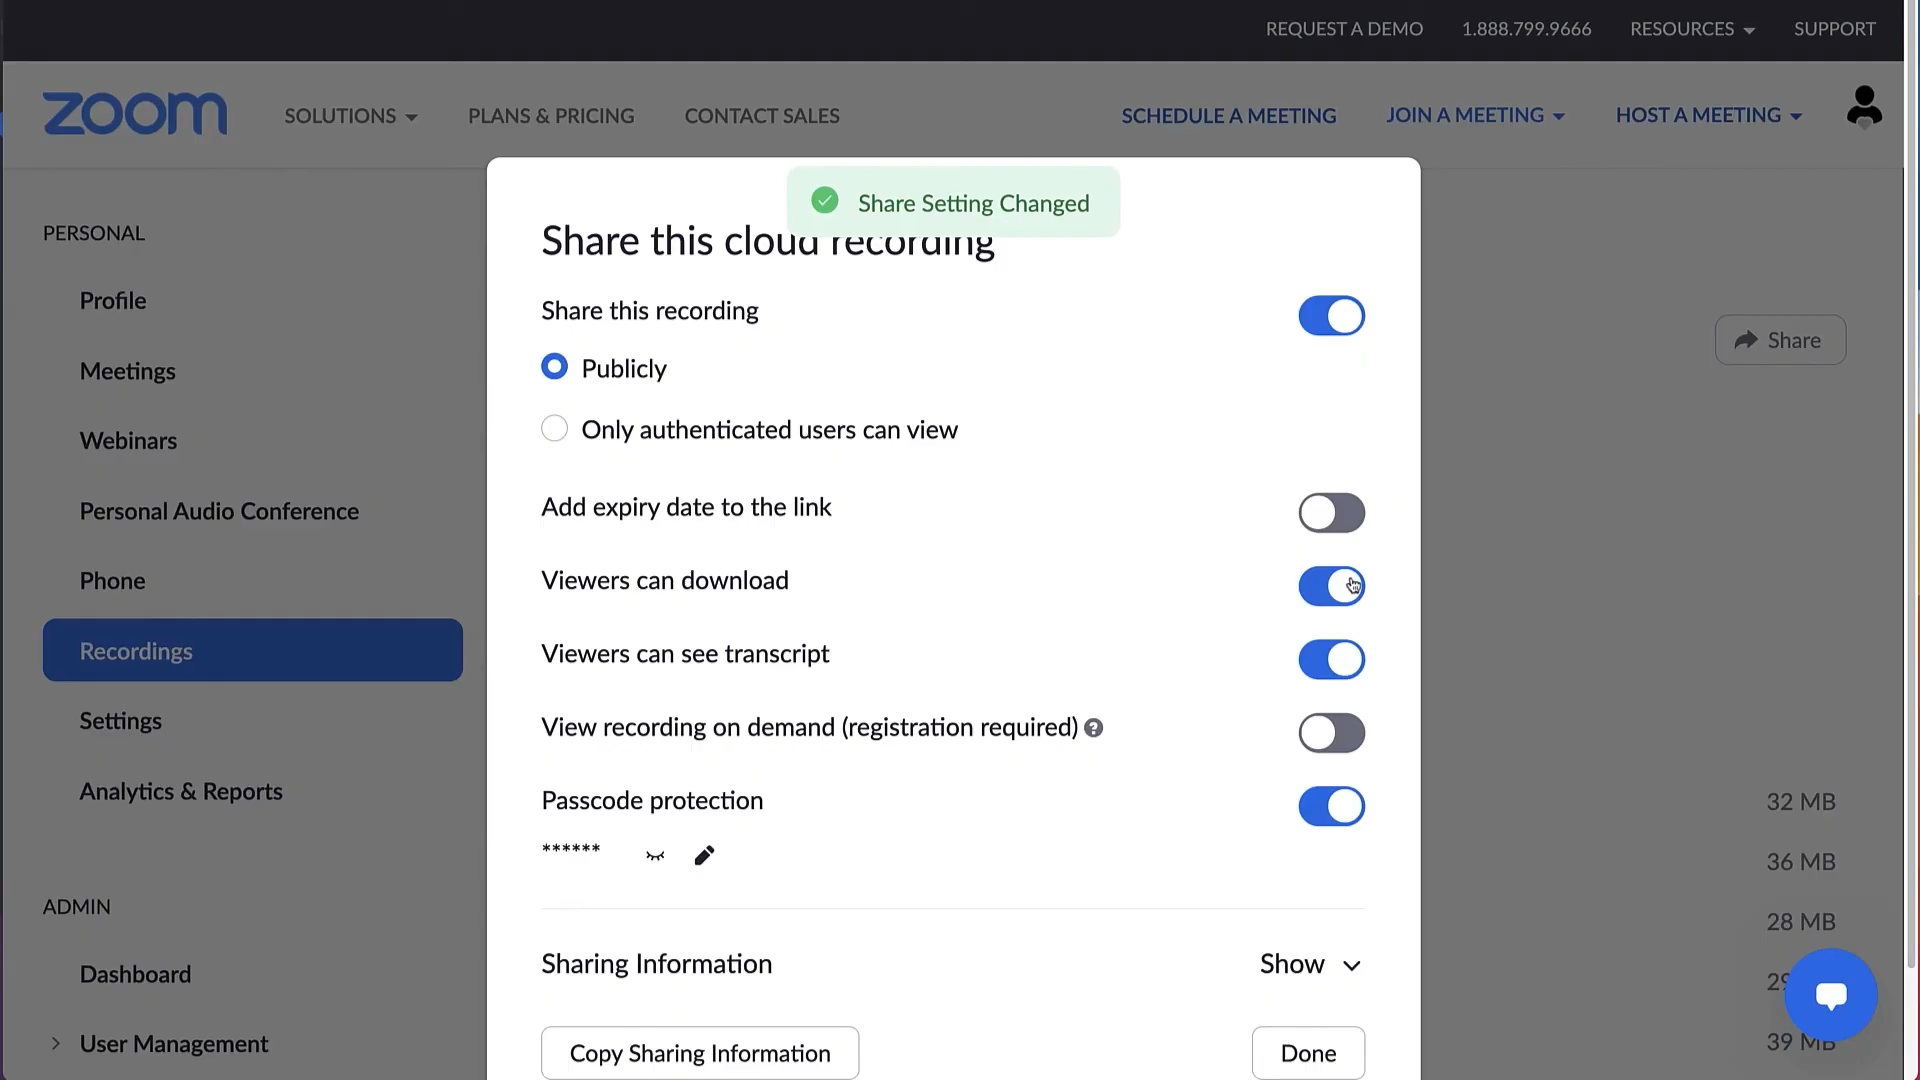 REQUEST A DEMO 1.888.799.9666 RESOURCES SUPPORT
zoom SOLUTIONS PLANS & PRICING CONTACT SALES SCHEDULE A MEETING JOIN A MEETING HOST A MEETING
Share Setting Changed
PERSONAL
Profile
Meetings
Webinars
Personal Audio Conference
Phone
Recordings
Settings
Analytics & Reports
ADMIN
Dashboard
User Management
Share this cloud recording
Share this recording
Publicly
Only authenticated users can view
Add expiry date to the link
Viewers can download
Viewers can see transcript
View recording on demand (registration required) ?
Passcode protection
******
Sharing Information Show
Copy Sharing Information Done
Share
32 MB
36 MB
28 MB
39 MB